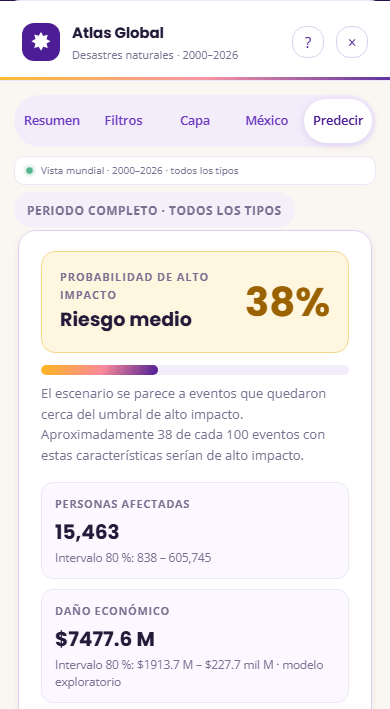 Atlas Global
Desastres naturales · 2000–2026
?
×
Resumen
Filtros
Capa
México
Predecir
Vista mundial · 2000–2026 · todos los tipos
PERIODO COMPLETO · TODOS LOS TIPOS
PROBABILIDAD DE ALTO
IMPACTO
Riesgo medio
38%
El escenario se parece a eventos que quedaron
cerca del umbral de alto impacto.
Aproximadamente 38 de cada 100 eventos con
estas características serían de alto impacto.
PERSONAS AFECTADAS
15,463
Intervalo 80 %: 838 – 605,745
DAÑO ECONÓMICO
$7477.6 M
Intervalo 80 %: $1913.7 M – $227.7 mil M · modelo
exploratorio